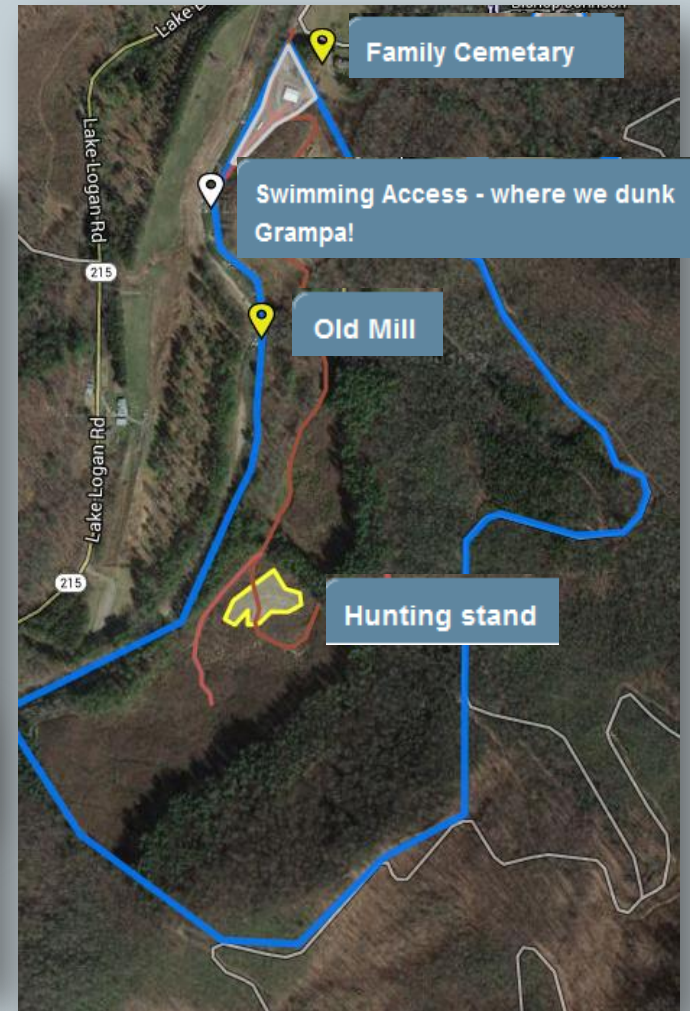 Lake L
Family Cemetary
Lake Logan Rd
Swimming Access - where we dunk
Grampa!
215
Old Mill
Lake Logan Rd
215
Hunting stand